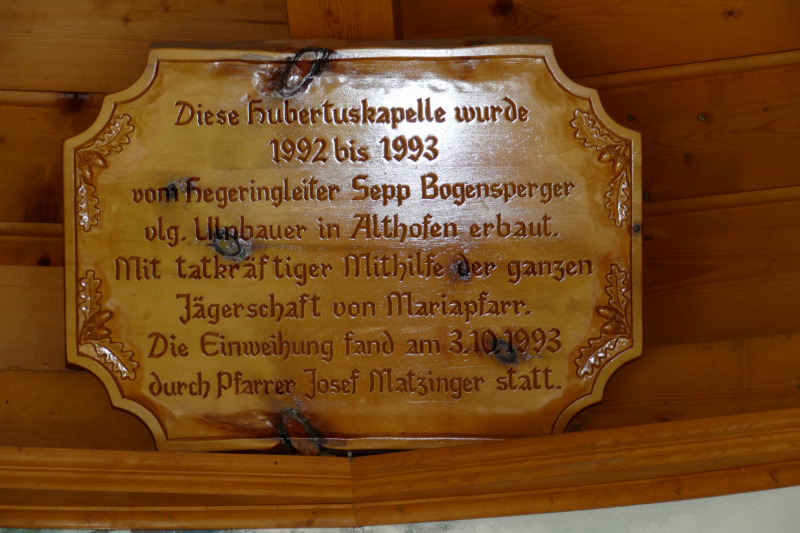 Diese Hubertuskapelle wurde
1992 bis 1993
vom Hegeringleiter Sepp Bogensperger
vlg. Ulnbauer in Althofen erbaut.
Mit tatkräftiger Mithilfe der ganzen
Jägerschaft von Mariapfarr.
Die Einweihung fand am 3.10.1993
durch Pfarrer Josef Matzinger statt.